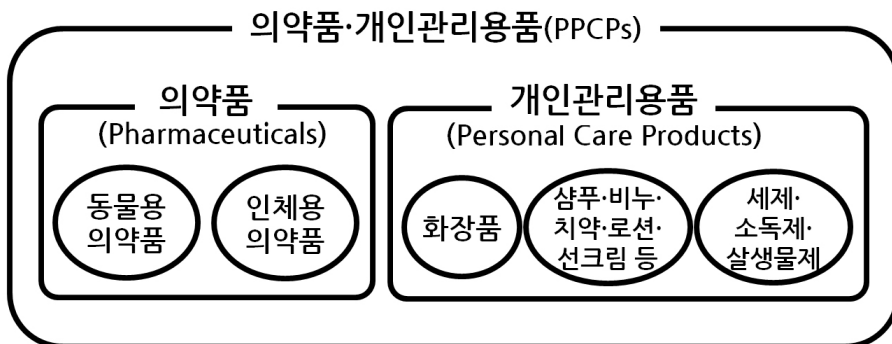 의약품·개인관리용품(PPCPs)
의약품
(Pharmaceuticals)
동물용
의약품
인체용
의약품
개인관리용품
(Personal Care Products)
화장품
샴푸·비누·
치약·로션·
선크림 등
세제·
소독제·
살생물제